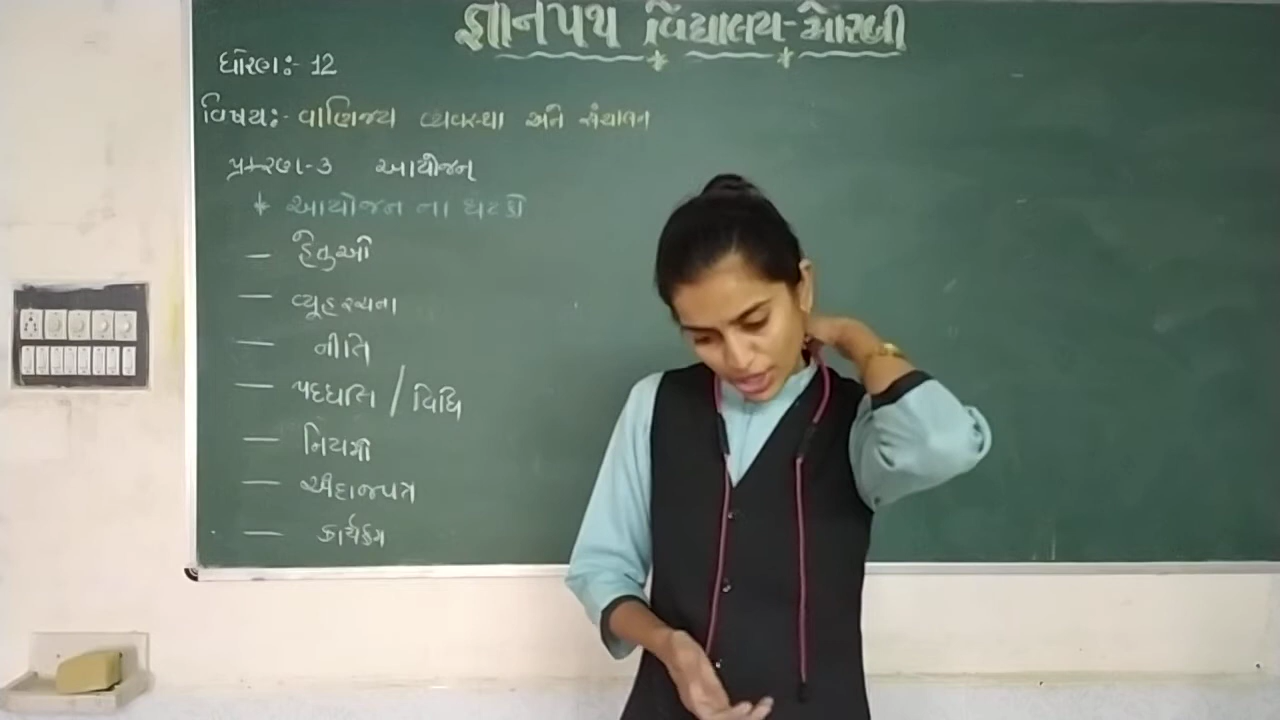 જ્ઞાનપથ વિદ્યાલય-મોરબી
ધોરણ:- 12
વિષય:- વાણિજ્ય વ્યવસ્થા અને સંચાલન
પ્રકરણ-3 આયોજન
* આયોજન ના ઘટકો
— હેતુઓ
— વ્યૂહરચના
— નીતિ
— પદ્ધતિ / વિધિ
— નિયમો
— અંદાજપત્ર
— કાર્યક્રમ